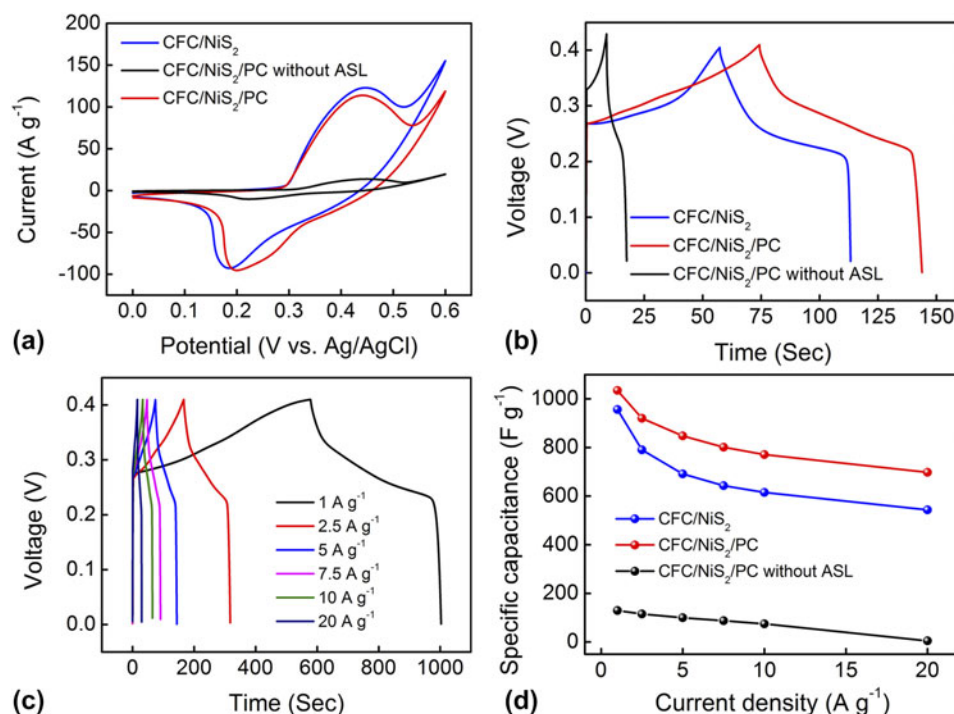 200
150
100
50
0
-50
-100
0.0 0.1 0.2 0.3 0.4 0.5 0.6
Current (A g⁻¹)
Potential (V vs. Ag/AgCl)
CFC/NiS₂
CFC/NiS₂/PC without ASL
CFC/NiS₂/PC
(a)
0.4
0.3
0.2
0.1
0.0
0 25 50 75 100 125 150
Voltage (V)
Time (Sec)
CFC/NiS₂
CFC/NiS₂/PC
CFC/NiS₂/PC without ASL
(b)
0.4
0.3
0.2
0.1
0.0
0 200 400 600 800 1000
Voltage (V)
Time (Sec)
1 A g⁻¹
2.5 A g⁻¹
5 A g⁻¹
7.5 A g⁻¹
10 A g⁻¹
20 A g⁻¹
(c)
1000
800
600
400
200
0
0 5 10 15 20
Specific capacitance (F g⁻¹)
Current density (A g⁻¹)
CFC/NiS₂
CFC/NiS₂/PC
CFC/NiS₂/PC without ASL
(d)